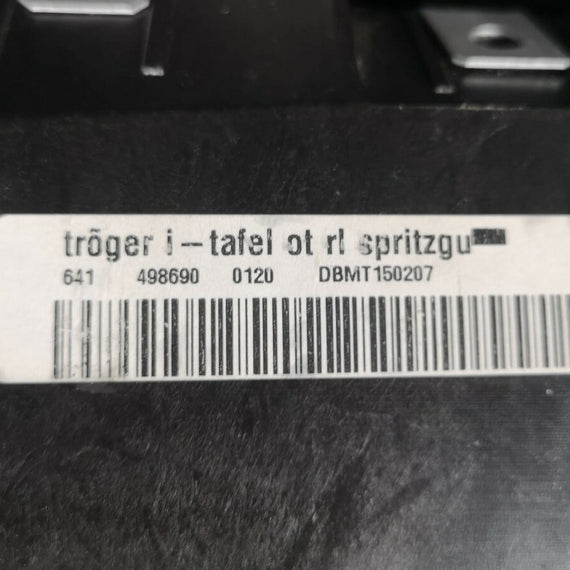 tröger i-tafel ot rl spritzgu
641 498690 0120 DBMT150207